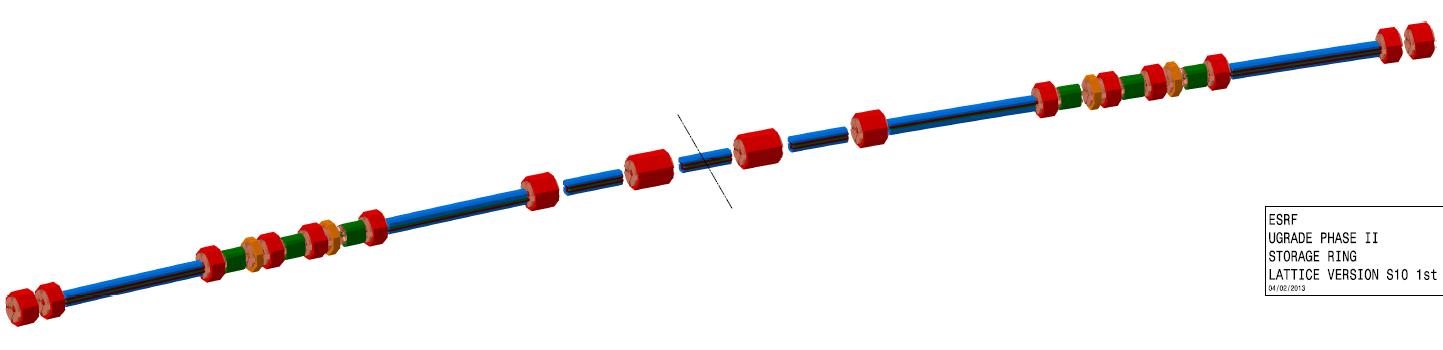 ESRF
UGRADE PHASE II
STORAGE RING
LATTICE VERSION S10 1st
04/02/2013